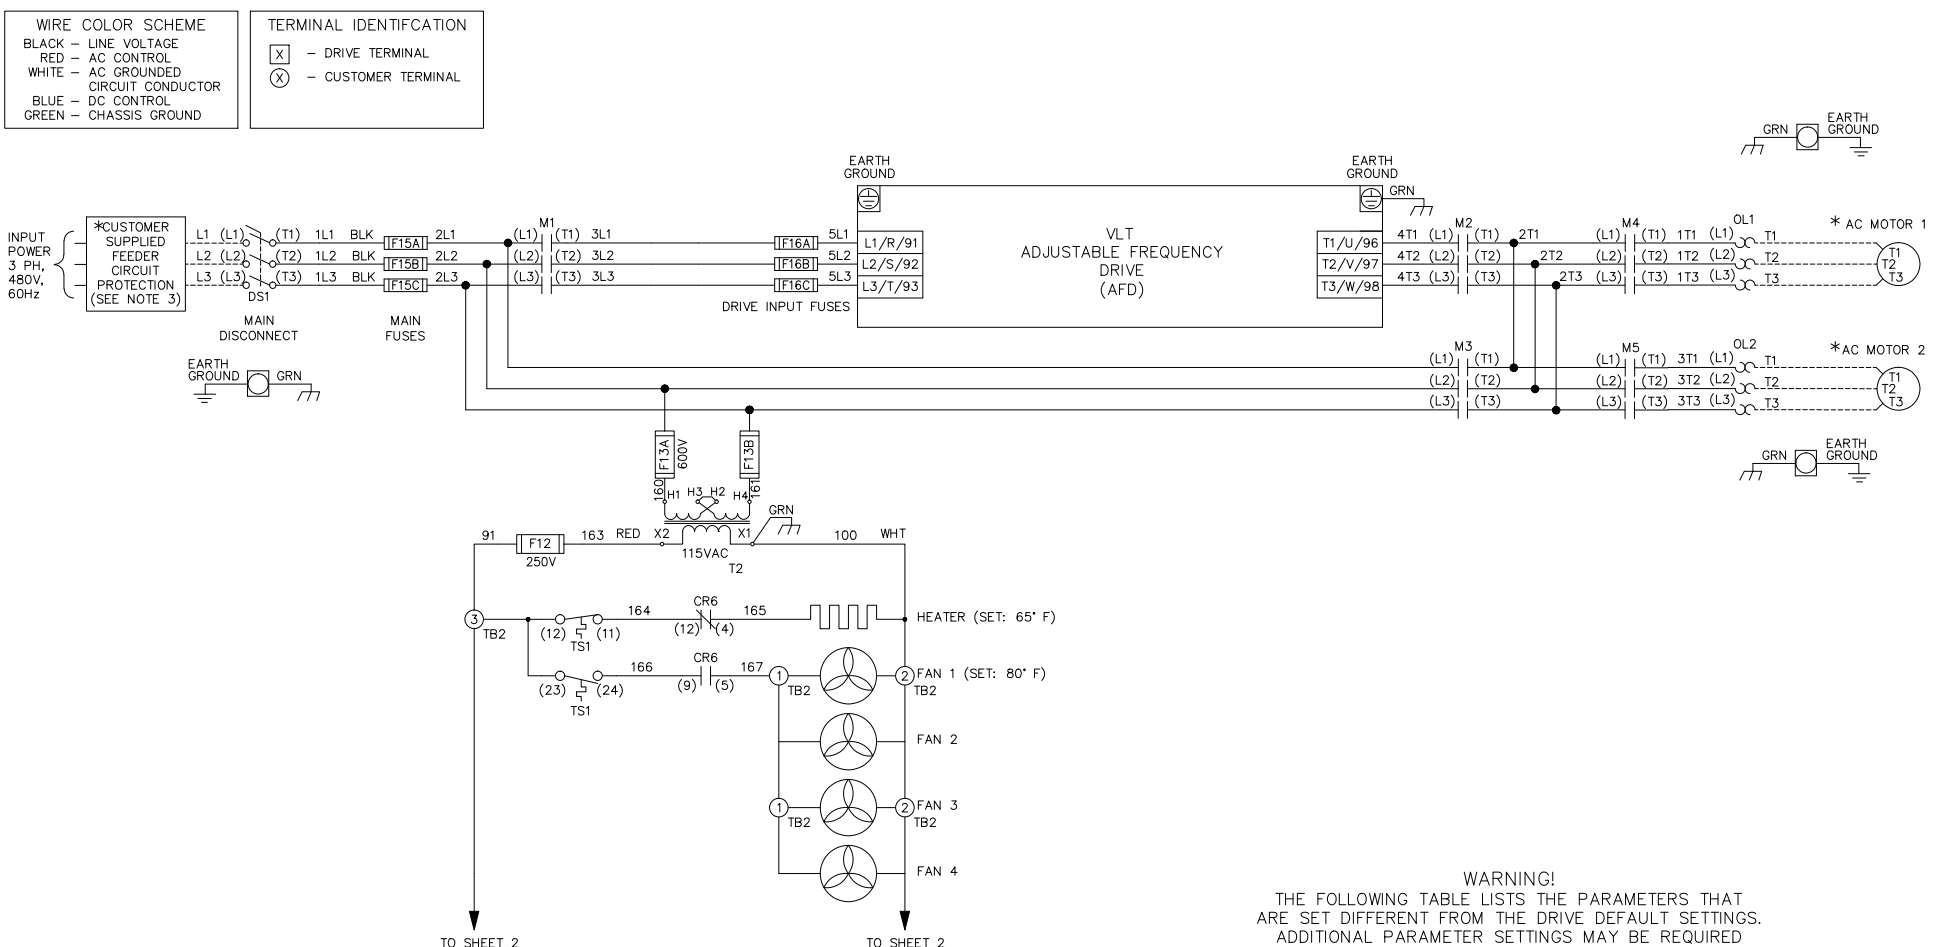 WIRE COLOR SCHEME
BLACK – LINE VOLTAGE
RED – AC CONTROL
WHITE – AC GROUNDED
CIRCUIT CONDUCTOR
BLUE – DC CONTROL
GREEN – CHASSIS GROUND
TERMINAL IDENTIFCATION
X – DRIVE TERMINAL
X – CUSTOMER TERMINAL
GRN
EARTH
GROUND
INPUT
POWER
3 PH,
480V,
60Hz
*CUSTOMER
SUPPLIED
FEEDER
CIRCUIT
PROTECTION
(SEE NOTE 3)
L1 (L1) (T1) 1L1 BLK F15A 2L1 (L1) M1 (T1) 3L1 F16A 5L1
L2 (L2) (T2) 1L2 BLK F15B 2L2 (L2) (T2) 3L2 F16B 5L2
L3 (L3) (T3) 1L3 BLK F15C 2L3 (L3) (T3) 3L3 F16C 5L3
DS1
MAIN
DISCONNECT
MAIN
FUSES
DRIVE INPUT FUSES
EARTH
GROUND
EARTH
GROUND
GRN
L1/R/91
L2/S/92
L3/T/93
VLT
ADJUSTABLE FREQUENCY
DRIVE
(AFD)
T1/U/96
T2/V/97
T3/W/98
4T1 (L1) M2 (T1) 2T1 (L1) M4 (T1) 1T1 (L1) OL1 T1
4T2 (L2) (T2) 2T2 (L2) (T2) 1T2 (L2) T2
4T3 (L3) (T3) 2T3 (L3) (T3) 1T3 (L3) T3
* AC MOTOR 1
T1
T2
T3
EARTH
GROUND
GRN
(L1) M3 (T1) (L1) M5 (T1) 3T1 (L1) OL2 T1
(L2) (T2) (L2) (T2) 3T2 (L2) T2
(L3) (T3) (L3) (T3) 3T3 (L3) T3
*AC MOTOR 2
T1
T2
T3
GRN
EARTH
GROUND
F13A
600V
F13B
160
161
H1 H3 H2 H4
GRN
91 F12 163 RED X2 X1 100 WHT
250V
115VAC
T2
3
TB2
(12) (11)
TS1
164
CR6
(12) (4)
165
HEATER (SET: 65° F)
(23) (24)
TS1
166
CR6
(9) (5)
167
1
TB2
2
TB2
FAN 1 (SET: 80° F)
FAN 2
1
TB2
2
TB2
FAN 3
FAN 4
TO SHEET 2
TO SHEET 2
WARNING!
THE FOLLOWING TABLE LISTS THE PARAMETERS THAT
ARE SET DIFFERENT FROM THE DRIVE DEFAULT SETTINGS.
ADDITIONAL PARAMETER SETTINGS MAY BE REQUIRED